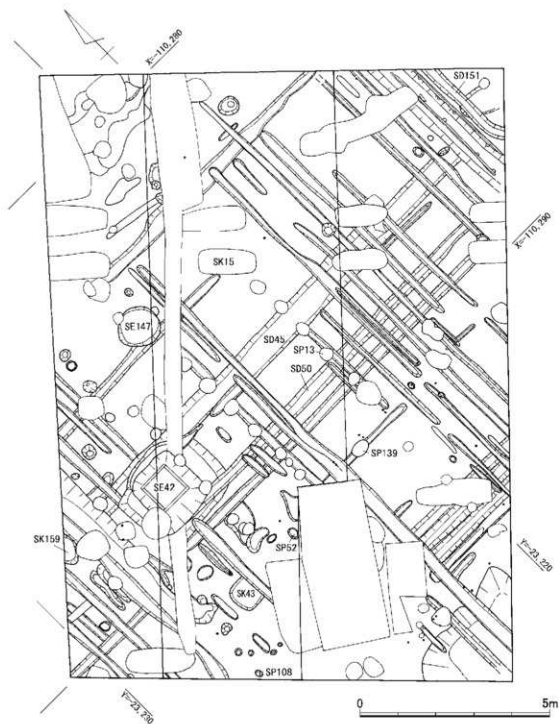 X=-110,280
SD151
X=-110,290
SK15
SE147
SD45
SP13
SD50
SP139
SE42
SK159
SP52
Y=-23,220
SK43
SP108
Y=-23,230
0 5m